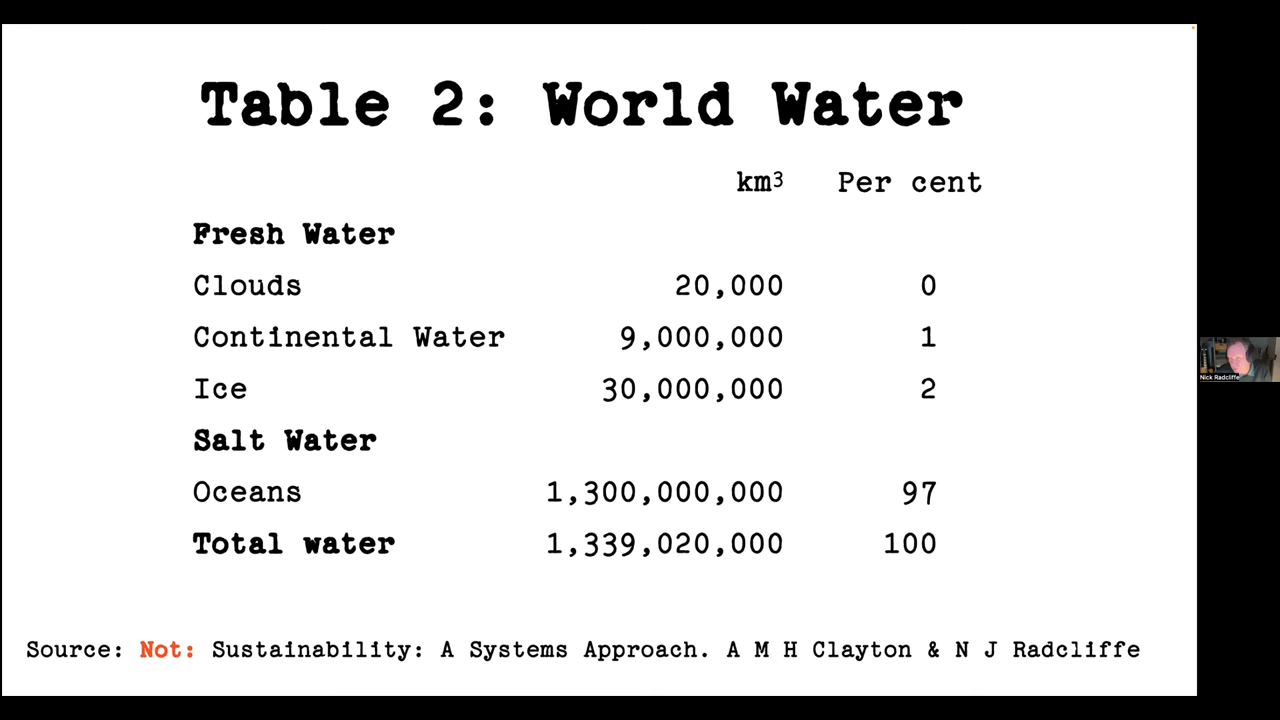 Table 2: World Water
km³ Per cent
Fresh Water
Clouds 20,000 0
Continental Water 9,000,000 1
Ice 30,000,000 2
Salt Water
Oceans 1,300,000,000 97
Total water 1,339,020,000 100
Source: Not: Sustainability: A Systems Approach. A M H Clayton & N J Radcliffe
Nick Radcliffe